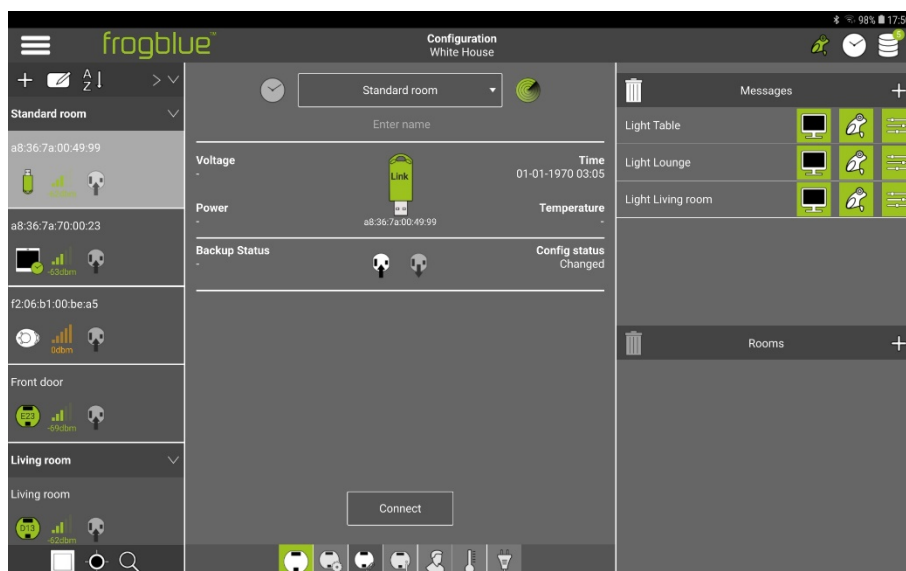 98% 17:5
frogblue™
Configuration
White House
5
A
Z
Standard room
a8:36:7a:00:49:99
a8:36:7a:70:00:23
-63dbm
f2:06:b1:00:be:a5
0dbm
Front door
E23
-69dbm
Living room
Living room
D13
-62dbm
Standard room
Enter name
Voltage
-
Link
Time
01-01-1970 03:05
Power
-
a8:36:7a:00:49:99
Temperature
-
Backup Status
-
Config status
Changed
Connect
Messages
Light Table
Light Lounge
Light Living room
Rooms